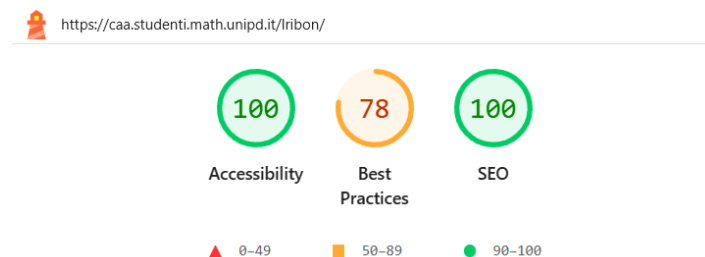 https://caa.studenti.math.unipd.it/lribon/
100 78 100
Accessibility Best Practices SEO
0–49 50–89 90–100